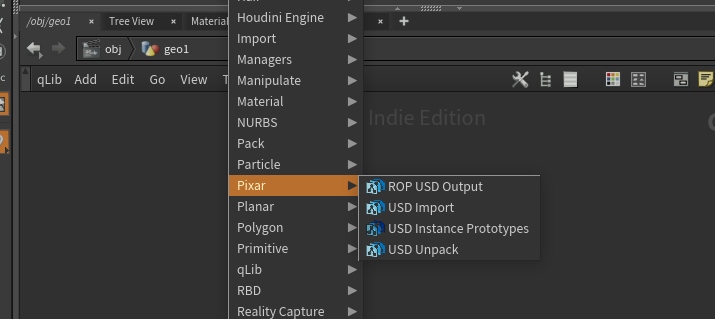 /obj/geo1 × Tree View × Material × ×
obj geo1
qLib Add Edit Go View T
Houdini Engine
Import
Managers
Manipulate
Material
NURBS
Pack
Particle
Pixar
Planar
Polygon
Primitive
qLib
RBD
Reality Capture
ROP USD Output
USD Import
USD Instance Prototypes
USD Unpack
Indie Edition